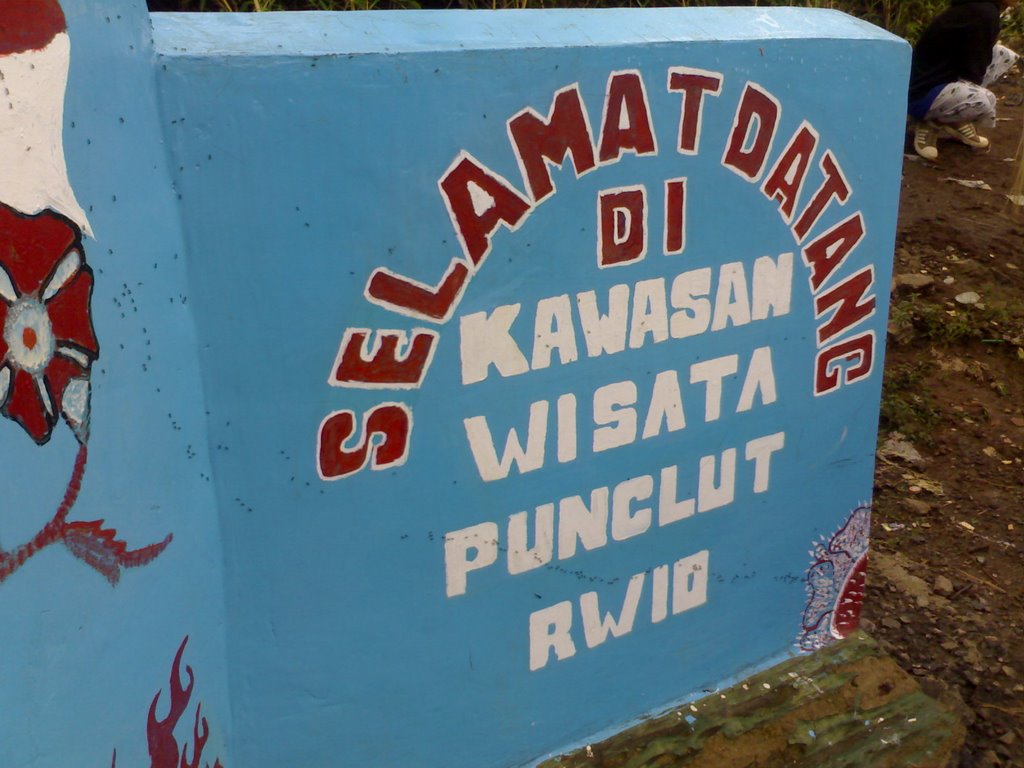 SELAMAT DATANG
DI
KAWASAN
WISATA
PUNCLUT
RW10